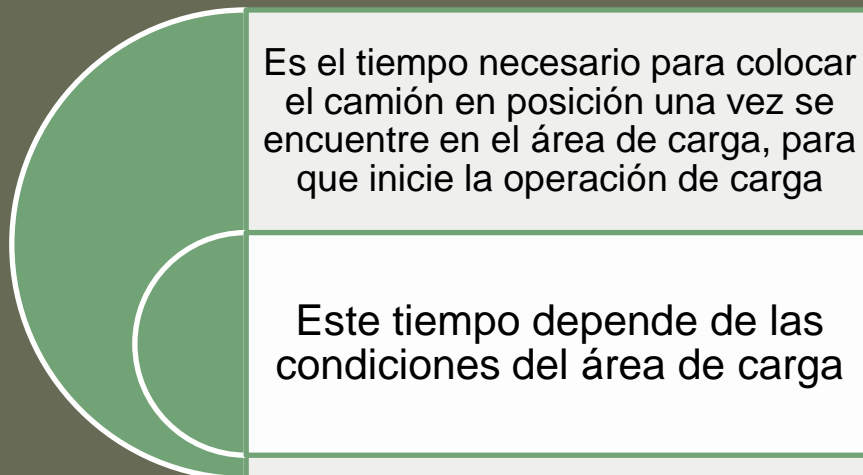 Es el tiempo necesario para colocar
el camión en posición una vez se
encuentre en el área de carga, para
que inicie la operación de carga
Este tiempo depende de las
condiciones del área de carga